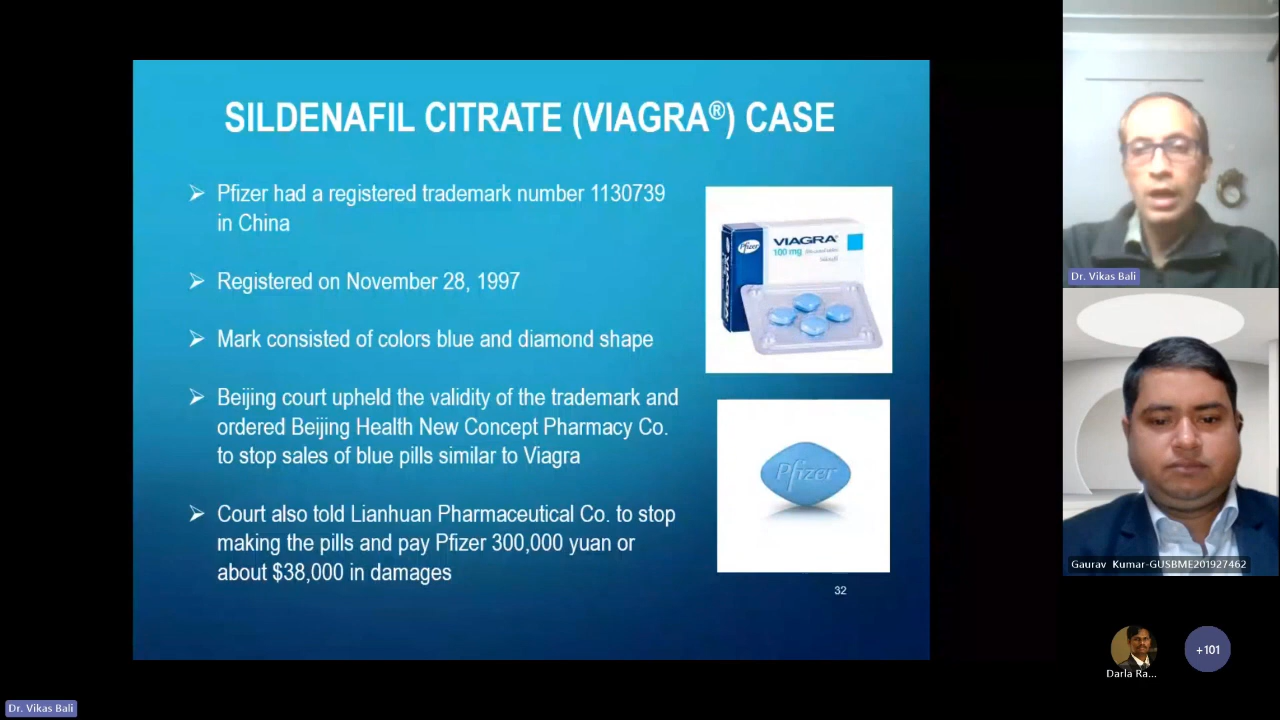 SILDENAFIL CITRATE (VIAGRA®) CASE
➢ Pfizer had a registered trademark number 1130739
in China
➢ Registered on November 28, 1997
➢ Mark consisted of colors blue and diamond shape
➢ Beijing court upheld the validity of the trademark and
ordered Beijing Health New Concept Pharmacy Co.
to stop sales of blue pills similar to Viagra
➢ Court also told Lianhuan Pharmaceutical Co. to stop
making the pills and pay Pfizer 300,000 yuan or
about $38,000 in damages
Pfizer
VIAGRA
100 mg
Pfizer
32
Dr. Vikas Bali
Gaurav Kumar-GUSBME201927462
Darla Ra...
+101
Dr. Vikas Bali